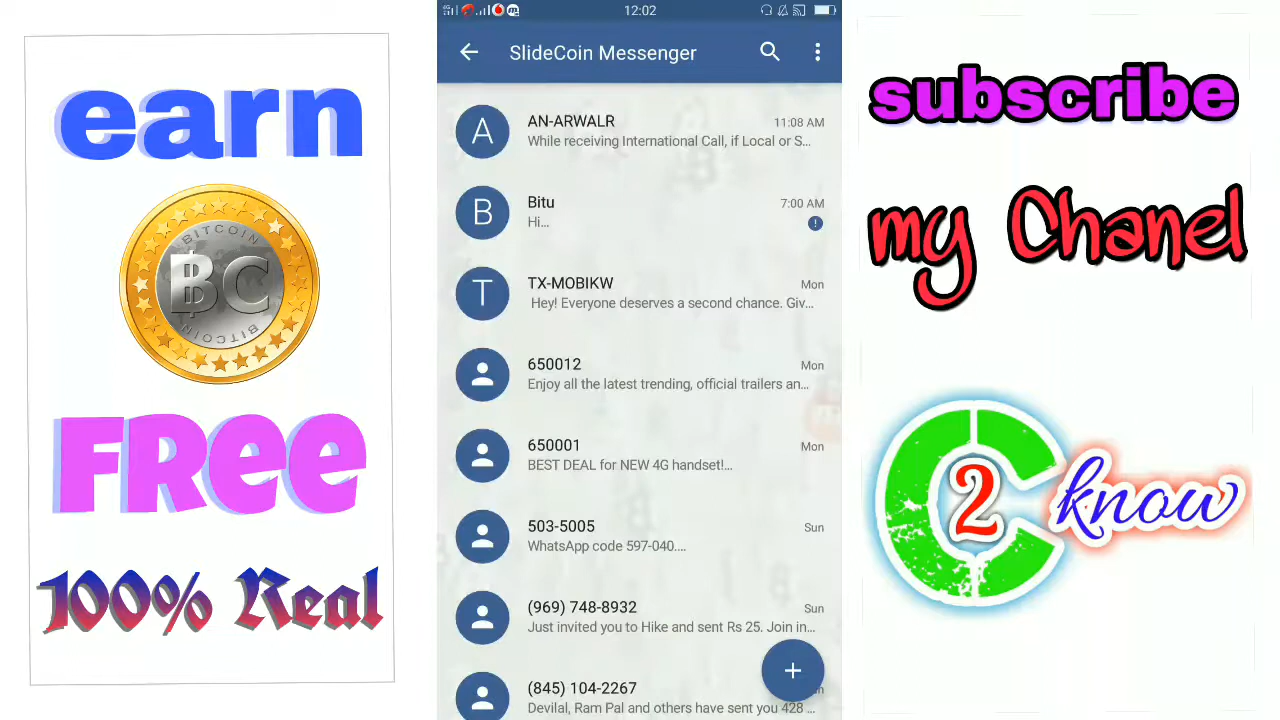 earn
BITCOIN
BC
BITCOIN
FREE
100% Real
12:02
SlideCoin Messenger
A
AN-ARWALR
11:08 AM
While receiving International Call, if Local or S...
B
Bitu
7:00 AM
Hi...
T
TX-MOBIKW
Mon
Hey! Everyone deserves a second chance. Giv...
650012
Mon
Enjoy all the latest trending, official trailers an...
650001
Mon
BEST DEAL for NEW 4G handset!...
503-5005
Sun
WhatsApp code 597-040....
(969) 748-8932
Sun
Just invited you to Hike and sent Rs 25. Join in...
(845) 104-2267
Devilal, Ram Pal and others have sent you 428 ...
subscribe
my Chanel
C2 know